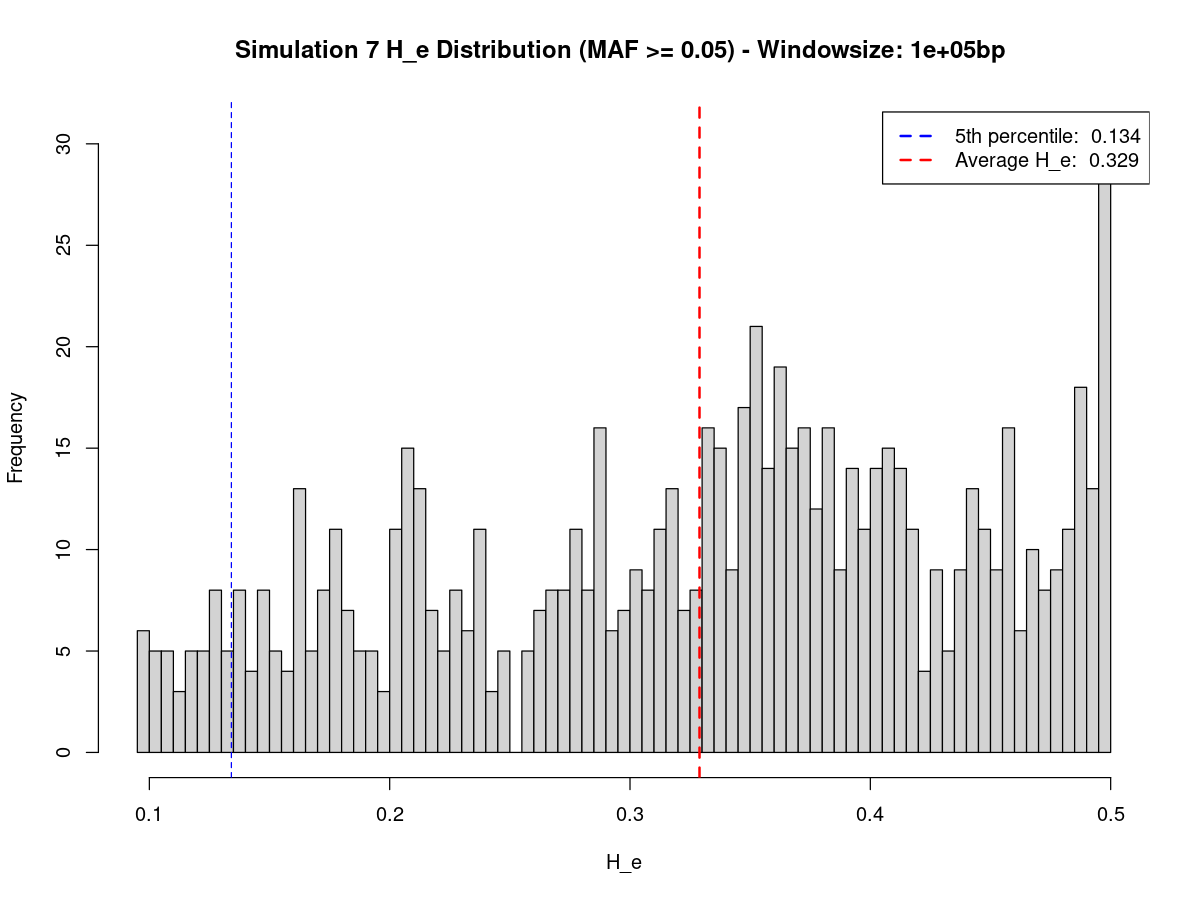 Simulation 7 H_e Distribution (MAF >= 0.05) - Windowsize: 1e+05bp
5th percentile:  0.134
Average H_e:  0.329
Frequency
30
25
20
15
10
5
0
0.1 0.2 0.3 0.4 0.5
H_e